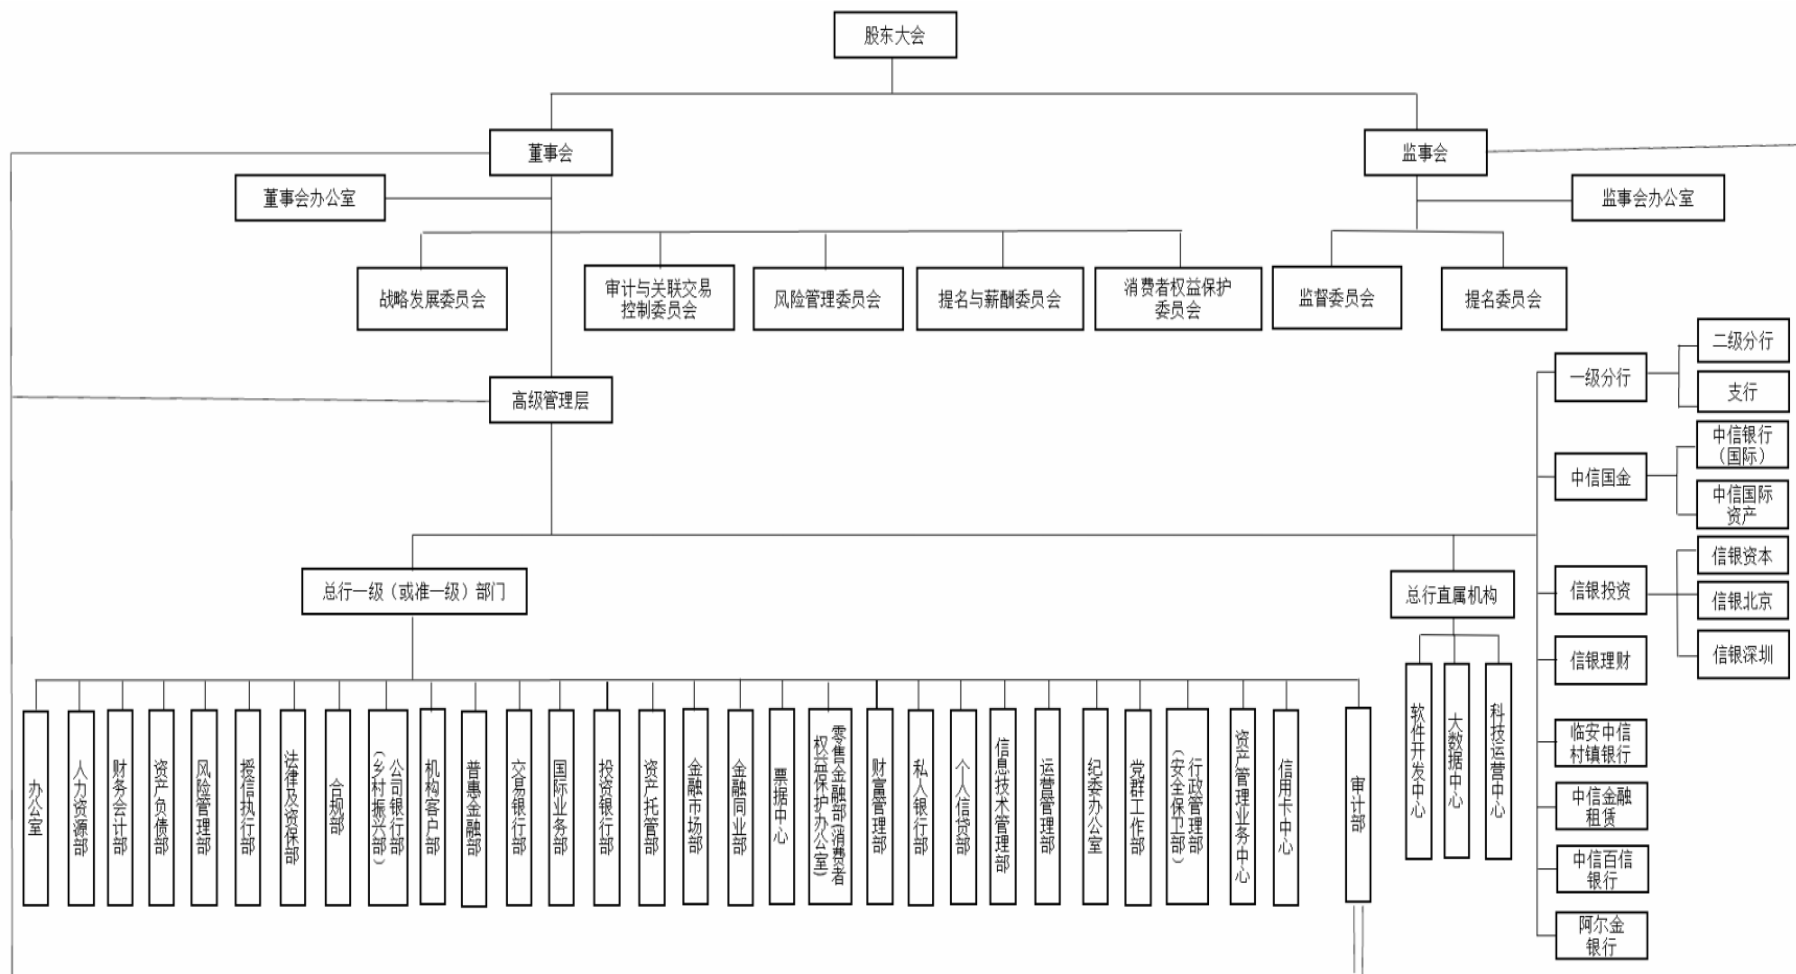 股东大会
董事会
监事会
董事会办公室
监事会办公室
战略发展委员会
审计与关联交易
控制委员会
风险管理委员会
提名与薪酬委员会
消费者权益保护
委员会
监督委员会
提名委员会
高级管理层
一级分行
二级分行
支行
中信国金
中信银行
（国际）
中信国际
资产
信银投资
信银资本
信银北京
信银深圳
信银理财
临安中信
村镇银行
中信金融
租赁
中信百信
银行
阿尔金
银行
总行一级（或准一级）部门
总行直属机构
办公室
人力资源部
财务会计部
资产负债部
风险管理部
授信执行部
法律及资保部
合规部
公司银行部
（乡村振兴部）
机构客户部
普惠金融部
交易银行部
国际业务部
投资银行部
资产托管部
金融市场部
金融同业部
票据中心
零售金融部（消费者
权益保护办公室）
财富管理部
私人银行部
个人信贷部
信息技术管理部
运营管理部
纪委办公室
党群工作部
行政管理部
（安全保卫部）
资产管理业务中心
信用卡中心
审计部
软件开发中心
大数据中心
科技运营中心